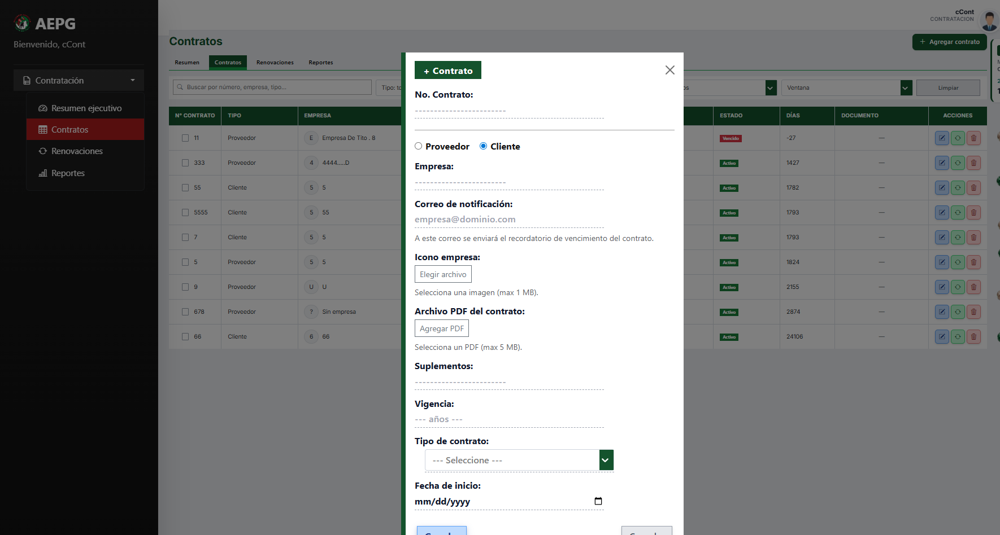 AEPG
Bienvenido, cCont
Contratación
Resumen ejecutivo
Contratos
Renovaciones
Reportes
cCont
CONTRATACION
Contratos
+ Agregar contrato
Resumen
Contratos
Renovaciones
Reportes
Buscar por número, empresa, tipo...
Tipo: to
os
Ventana
Limpiar
N° CONTRATO TIPO EMPRESA ESTADO DÍAS DOCUMENTO ACCIONES
11 Proveedor E Empresa De Tito . 8 Vencido -27 —
333 Proveedor 4 4444.....D Activo 1427 —
55 Cliente 5 5 Activo 1782 —
5555 Cliente 5 55 Activo 1793 —
7 Cliente 5 5 Activo 1793 —
5 Proveedor 5 5 Activo 1824 —
9 Proveedor U U Activo 2155 —
678 Proveedor ? Sin empresa Activo 2874 —
66 Cliente 6 66 Activo 24106 —
+ Contrato
No. Contrato:
------------------------
Proveedor Cliente
Empresa:
------------------------
Correo de notificación:
empresa@dominio.com
A este correo se enviará el recordatorio de vencimiento del contrato.
Icono empresa:
Elegir archivo
Selecciona una imagen (max 1 MB).
Archivo PDF del contrato:
Agregar PDF
Selecciona un PDF (max 5 MB).
Suplementos:
------------------------
Vigencia:
--- años ---
Tipo de contrato:
--- Seleccione ---
Fecha de inicio:
mm/dd/yyyy